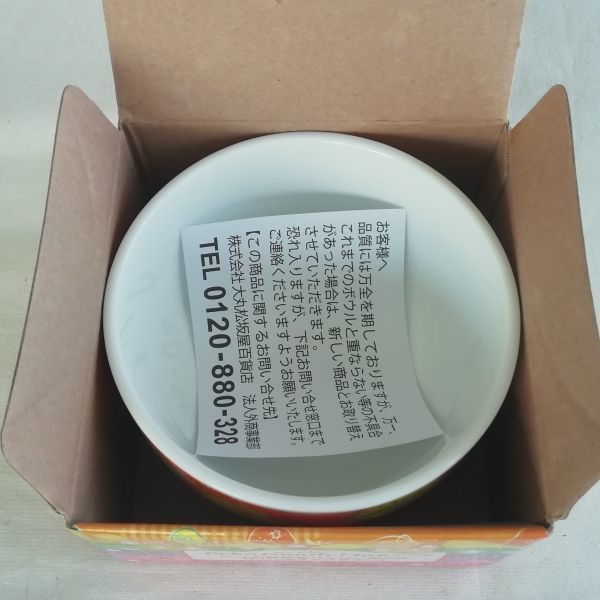 お客様へ
品質には万全を期しておりますが、万一、
これまでのボウルと重ならない等の不具合
があった場合は、新しい商品とお取り替え
させていただきます。
恐れ入りますが、下記お問い合せ窓口まで
ご連絡くださいますようお願いいたします。
【この商品に関するお問い合せ先】
株式会社大丸松坂屋百貨店 法人外商事業部
TEL 0120-880-328